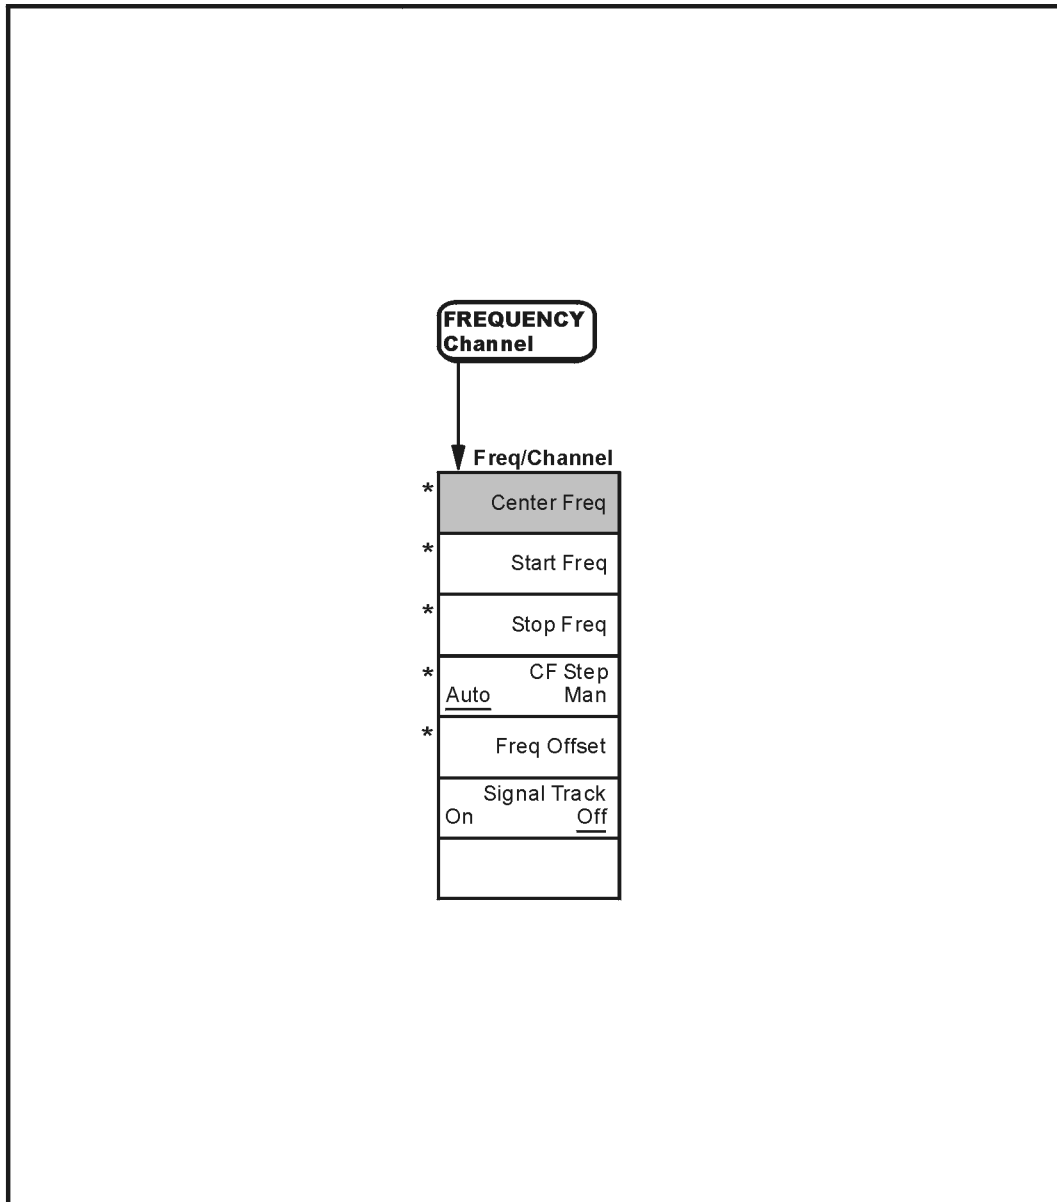 FREQUENCY
Channel
Freq/Channel
* Center Freq
* Start Freq
* Stop Freq
* CF Step
Auto Man
* Freq Offset
Signal Track
On Off